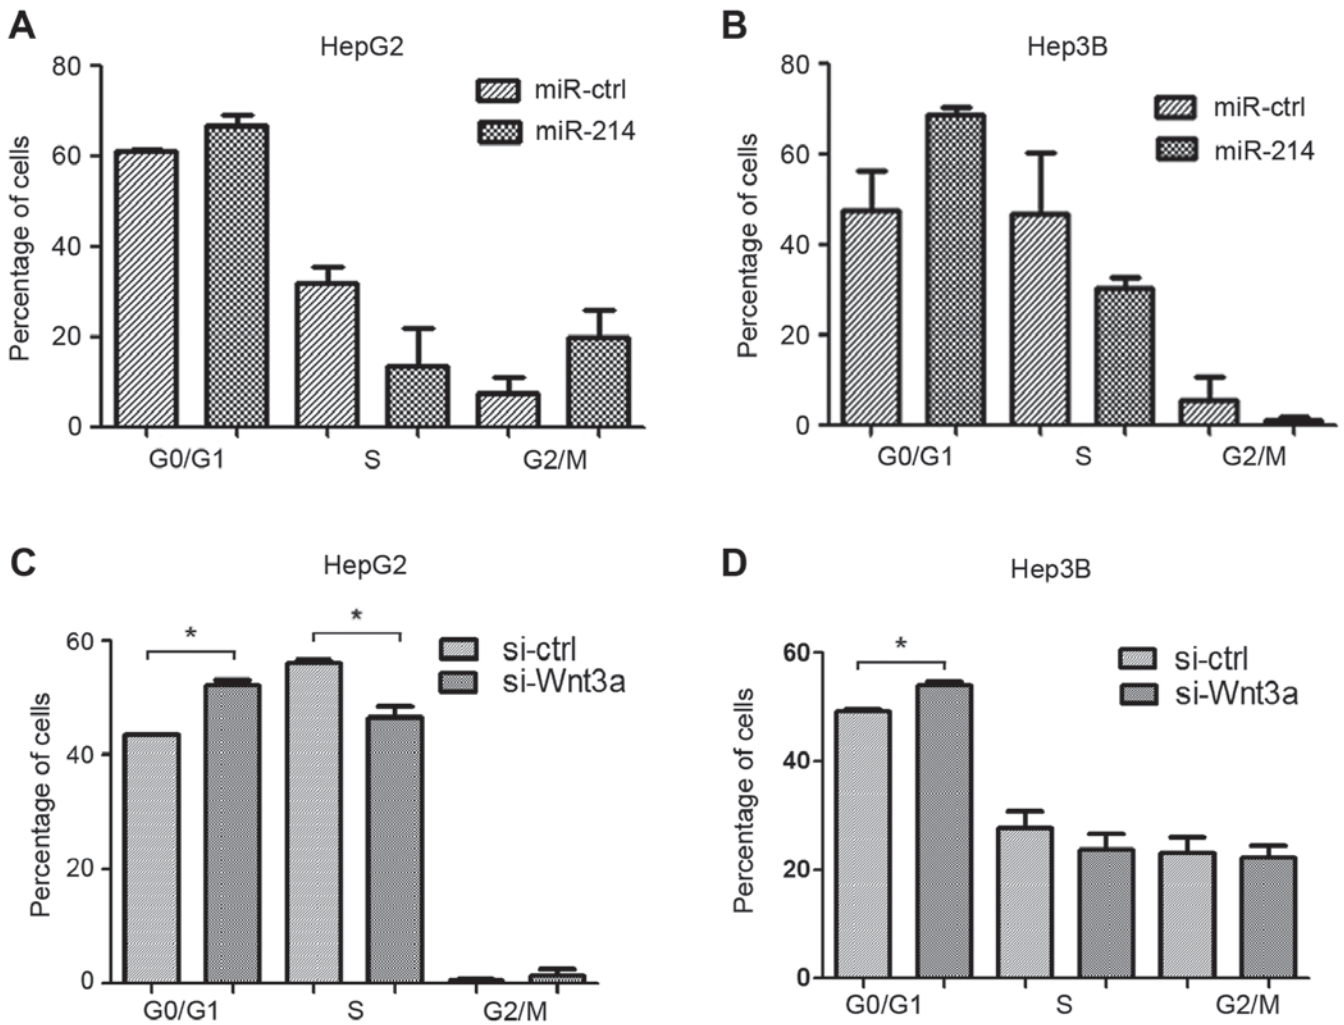 A
HepG2
80
60
40
20
0
Percentage of cells
miR-ctrl
miR-214
G0/G1 S G2/M
B
Hep3B
80
60
40
20
0
Percentage of cells
miR-ctrl
miR-214
G0/G1 S G2/M
C
HepG2
60
40
20
0
Percentage of cells
*
*
si-ctrl
si-Wnt3a
G0/G1 S G2/M
D
Hep3B
60
40
20
0
Percentage of cells
*
si-ctrl
si-Wnt3a
G0/G1 S G2/M